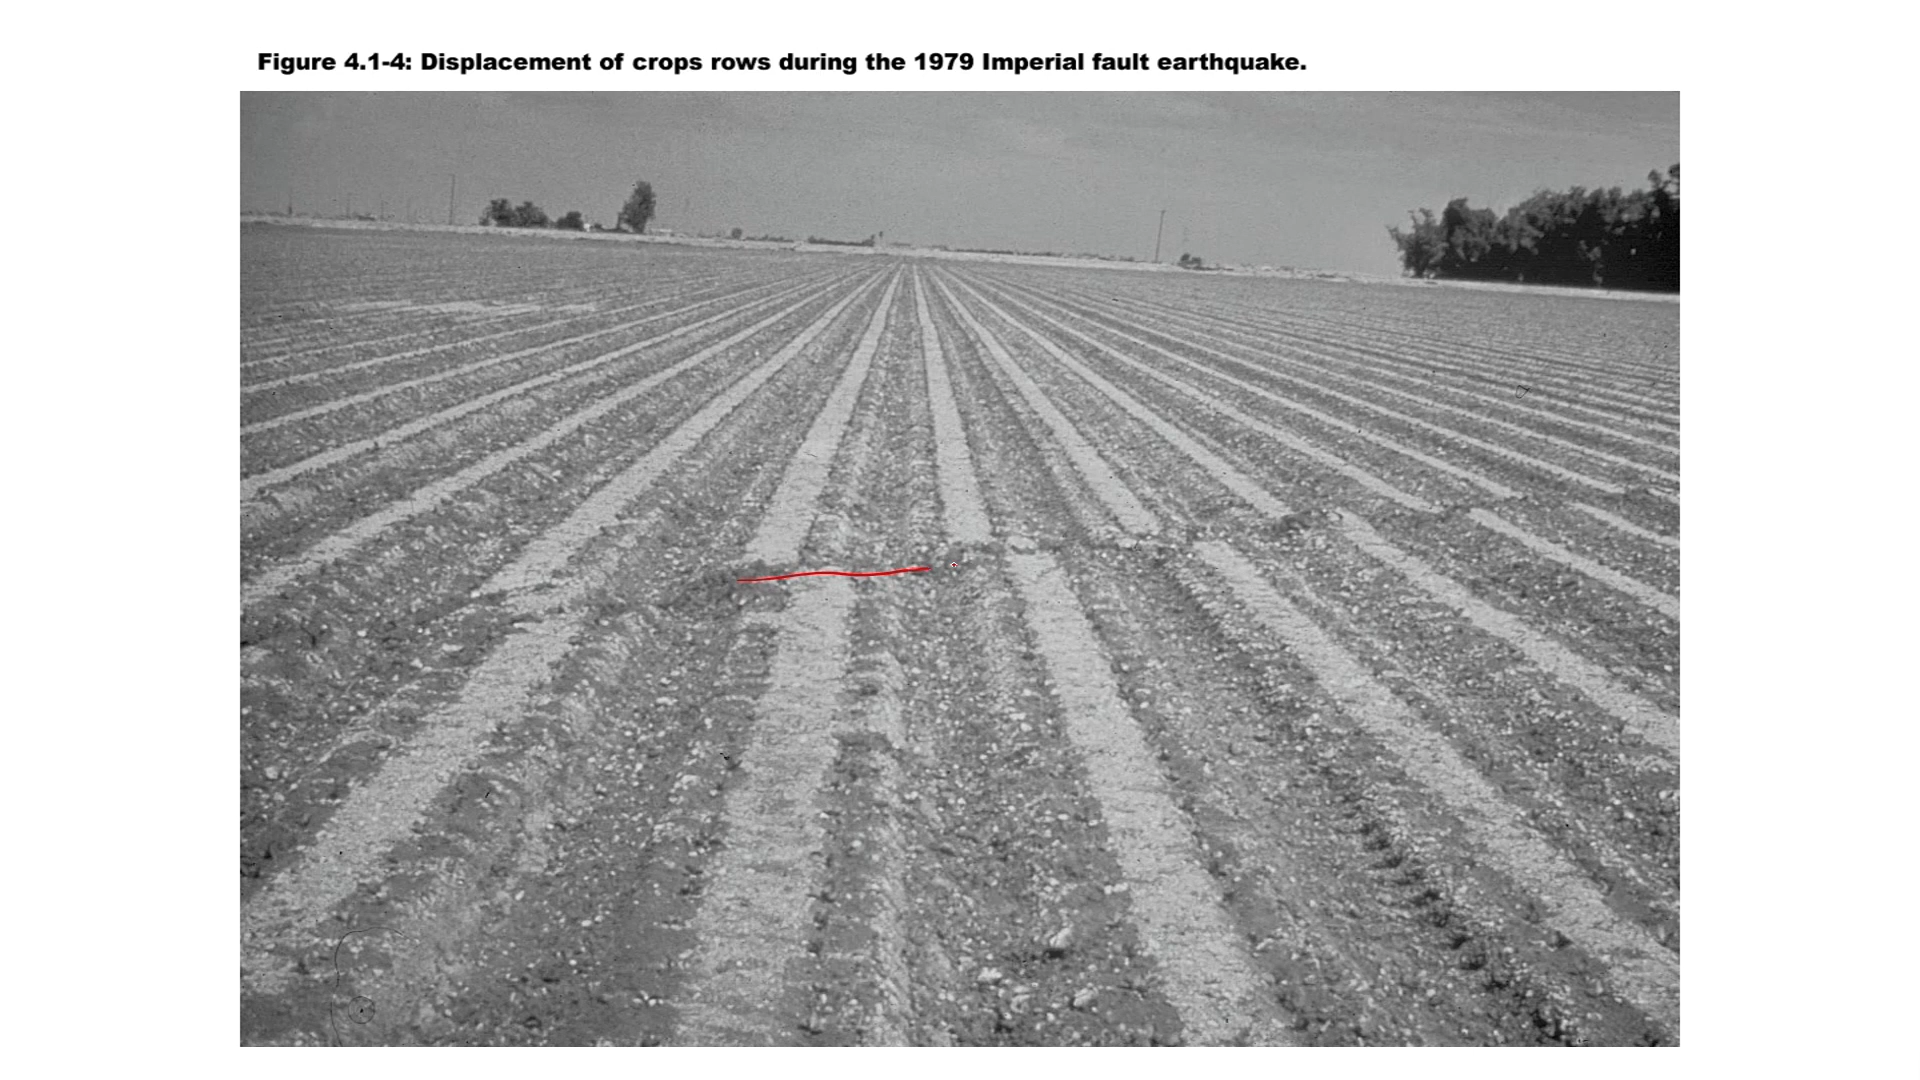 Figure 4.1-4: Displacement of crops rows during the 1979 Imperial fault earthquake.